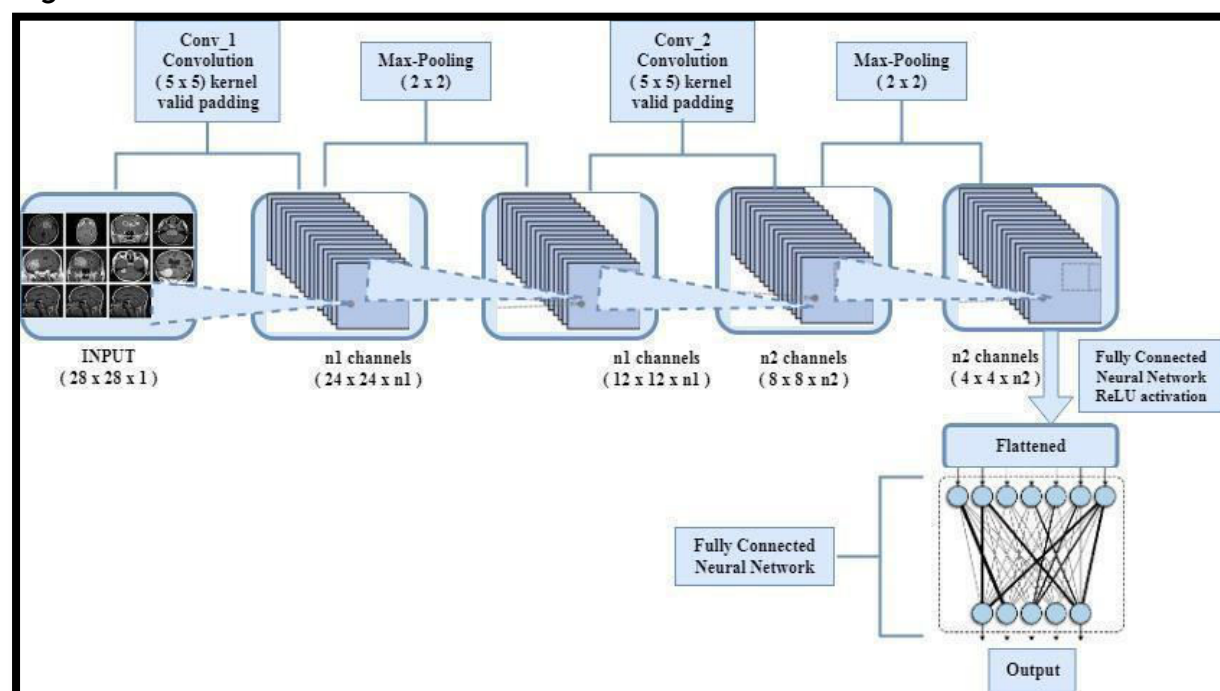 Conv_1
Convolution
( 5 x 5) kernel
valid padding
Max-Pooling
( 2 x 2)
Conv_2
Convolution
( 5 x 5) kernel
valid padding
Max-Pooling
( 2 x 2)
INPUT
( 28 x 28 x 1 )
n1 channels
( 24 x 24 x n1 )
n1 channels
( 12 x 12 x n1 )
n2 channels
( 8 x 8 x n2 )
n2 channels
( 4 x 4 x n2 )
Fully Connected
Neural Network
ReLU activation
Flattened
Fully Connected
Neural Network
Output